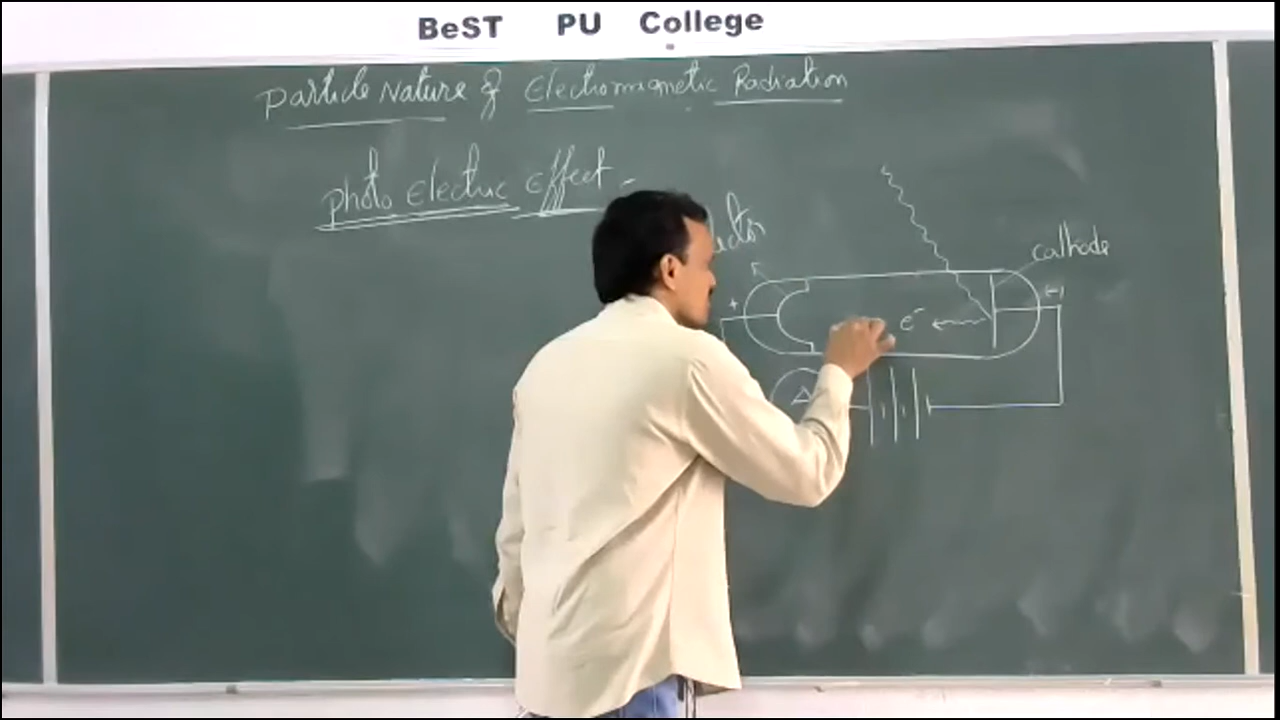 BeST PU College
Particle Nature of Electromagnetic Radiation
Photo Electric Effect -
cathode
+
(-)
e⁻
A